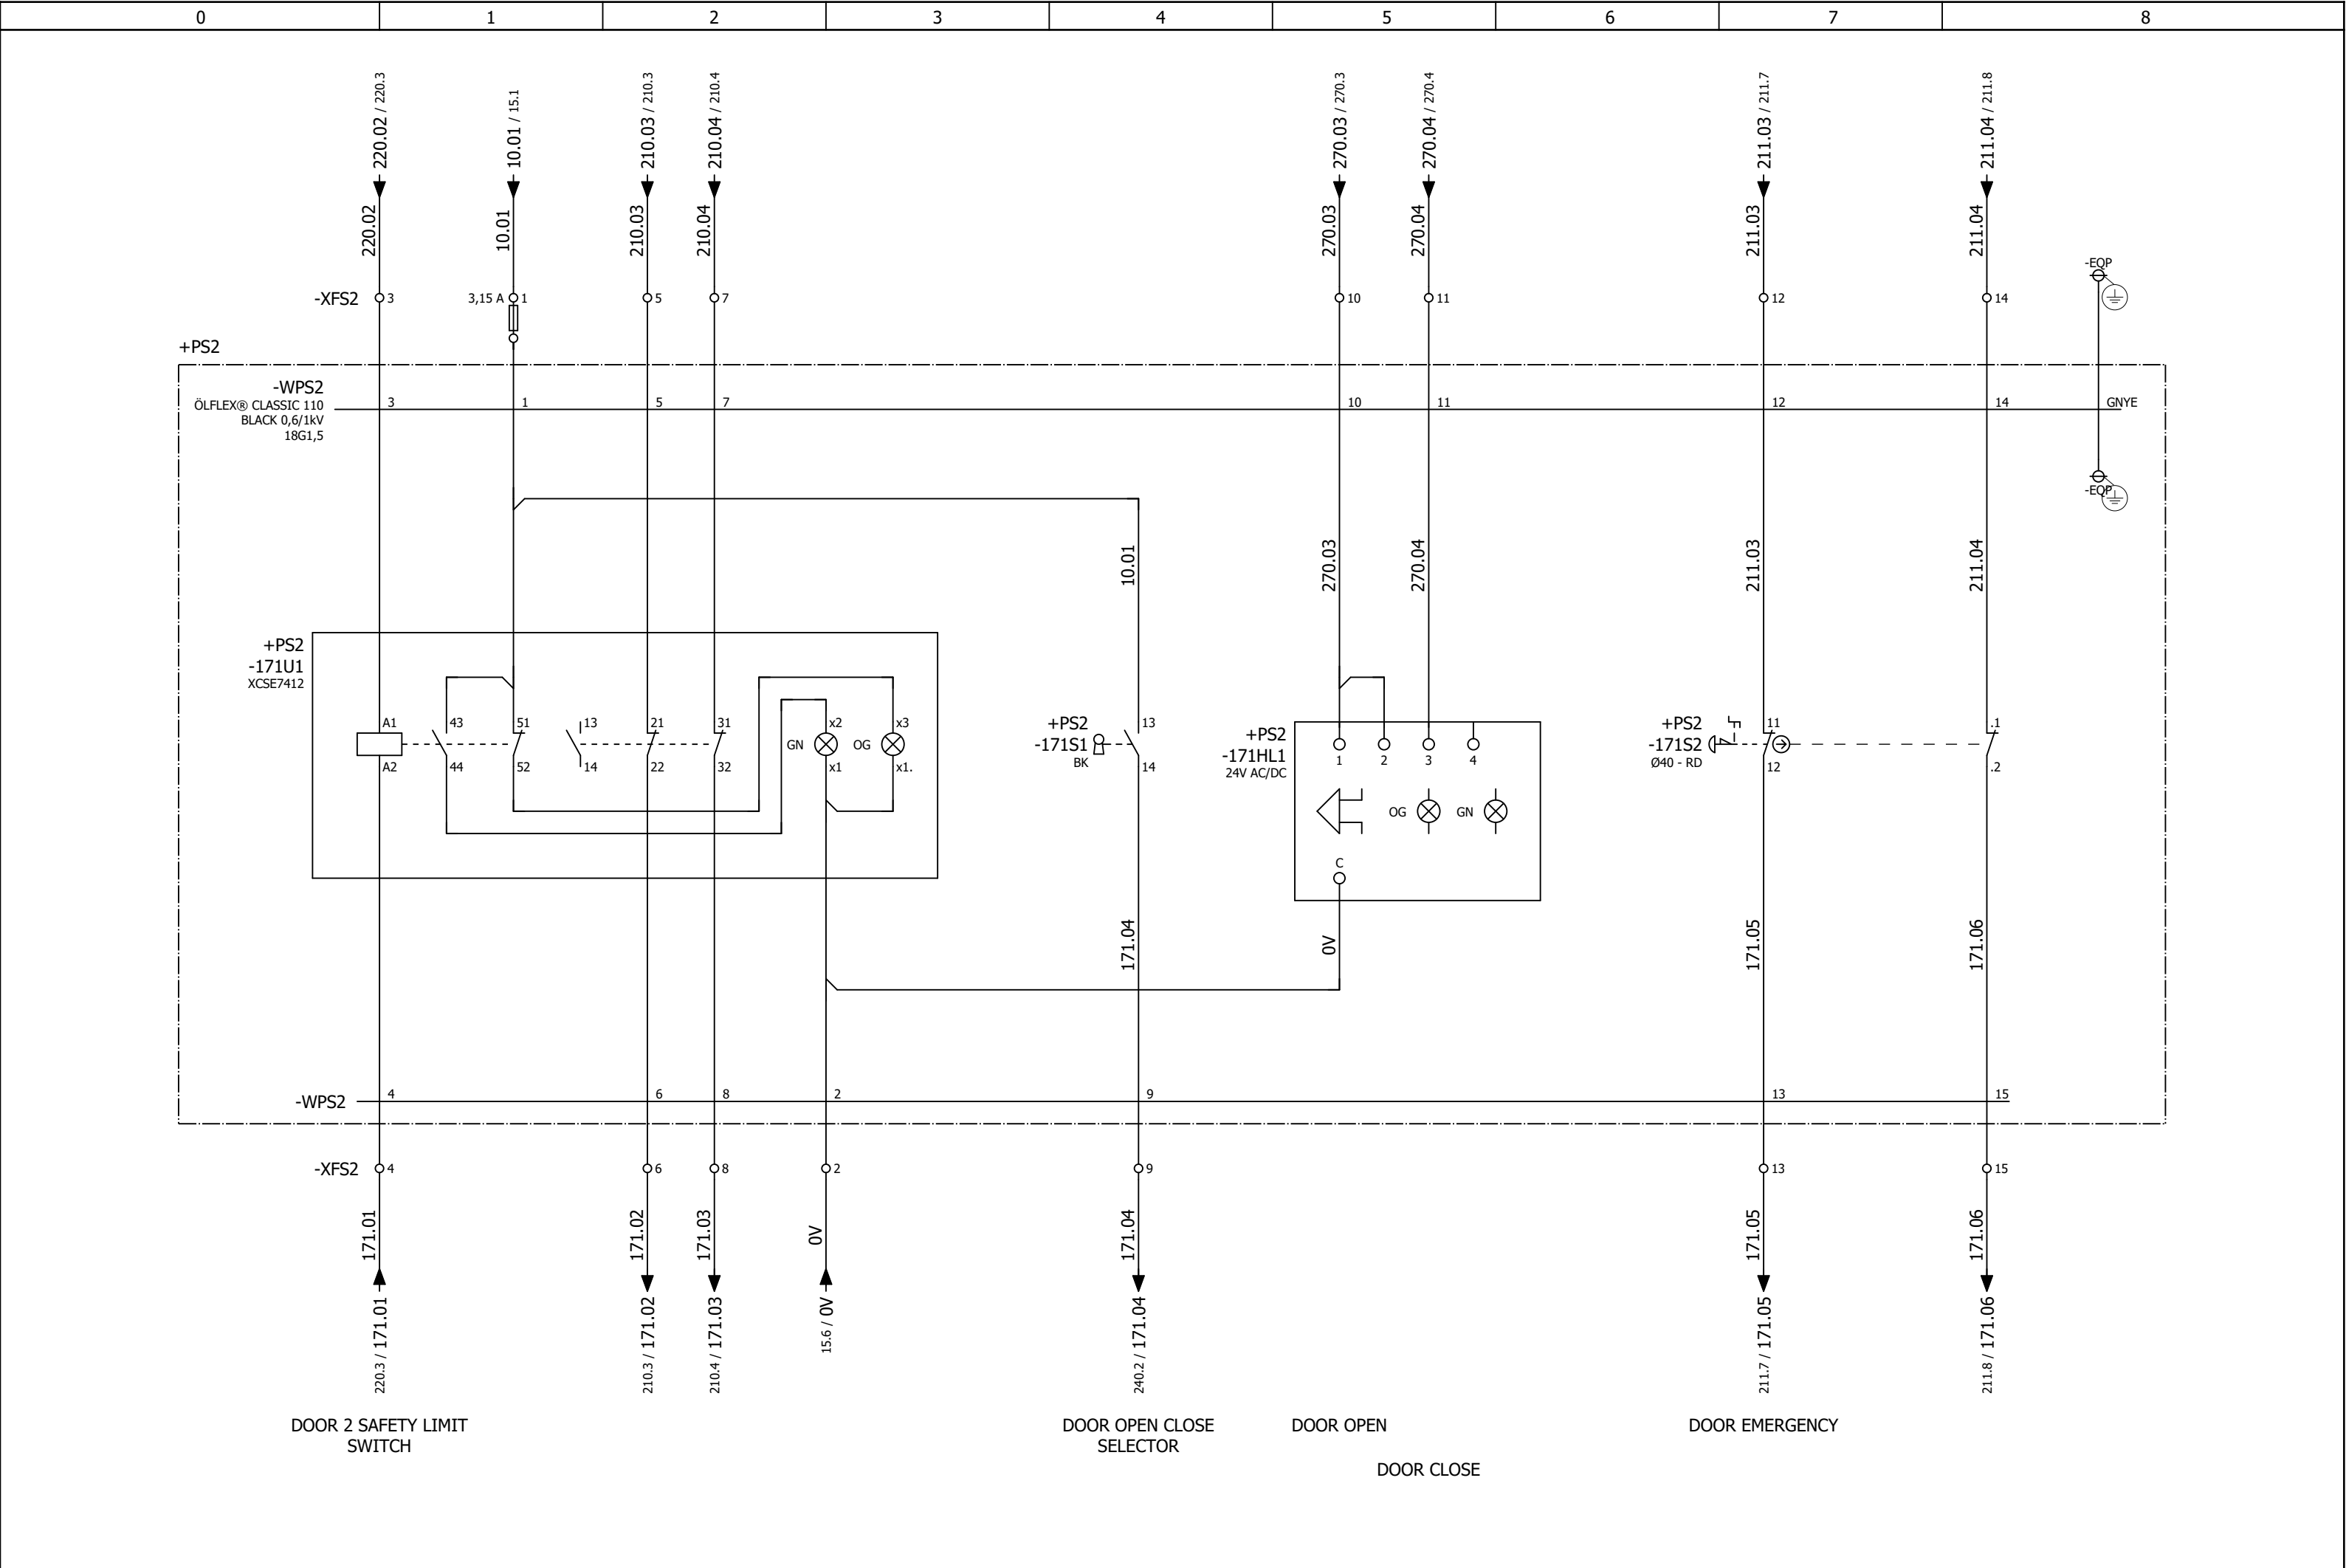 0 1 2 3 4 5 6 7 8
220.02 / 220.3
10.01 / 15.1
210.03 / 210.3
210.04 / 210.4
270.03 / 270.3
270.04 / 270.4
211.03 / 211.7
211.04 / 211.8
220.02
10.01
210.03
210.04
270.03
270.04
211.03
211.04
-EQP
-XFS2 3 3,15 A 1 5 7 10 11 12 14
+PS2
-WPS2
ÖLFLEX® CLASSIC 110
BLACK 0,6/1kV
18G1,5
3 1 5 7 10 11 12 14 GNYE
-EQP
10.01
270.03
270.04
211.03
211.04
+PS2
-171U1
XCSE7412
A1 43 51 13 21 31 x2 x3
GN OG
A2 44 52 14 22 32 x1 x1.
+PS2
-171S1
BK
13
14
+PS2
-171HL1
24V AC/DC
1 2 3 4
OG GN
C
+PS2
-171S2
Ø40 - RD
11
12
.1
.2
171.04
0V
171.05
171.06
-WPS2 4 6 8 2 9 13 15
-XFS2 4 6 8 2 9 13 15
171.01
171.02
171.03
0V
171.04
171.05
171.06
220.3 / 171.01
210.3 / 171.02
210.4 / 171.03
15.6 / 0V
240.2 / 171.04
211.7 / 171.05
211.8 / 171.06
DOOR 2 SAFETY LIMIT
SWITCH
DOOR OPEN CLOSE
SELECTOR
DOOR OPEN
DOOR CLOSE
DOOR EMERGENCY